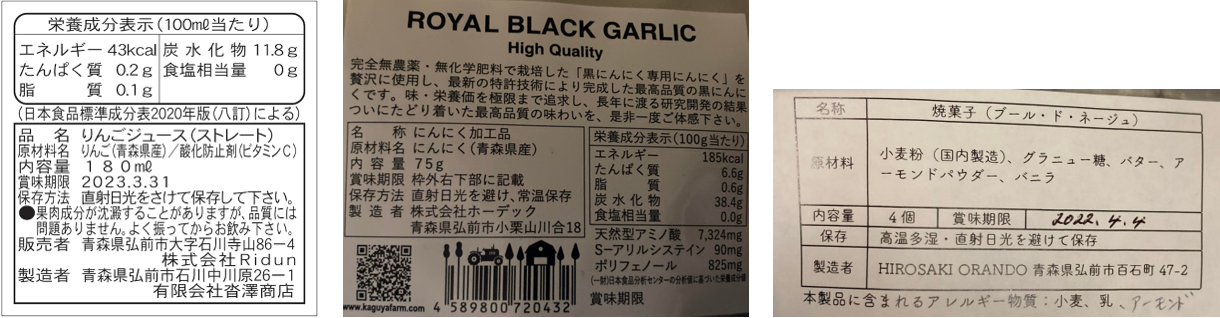 栄養成分表示(100mℓ当たり)
エネルギー 43kcal 炭水化物 11.8g
たんぱく質 0.2g 食塩相当量 0g
脂質 0.1g
(日本食品標準成分表2020年版(八訂)による)
品名 りんごジュース(ストレート)
原材料名 りんご(青森県産)/酸化防止剤(ビタミンC)
内容量 180mℓ
賞味期限 2023.3.31
保存方法 直射日光をさけて保存して下さい。
●果肉成分が沈澱することがありますが、品質には
問題ありません。よく振ってからお飲み下さい。
販売者 青森県弘前市大字石川寺山86-4
株式会社Ridun
製造者 青森県弘前市石川中川原26-1
有限会社沓澤商店
ROYAL BLACK GARLIC
High Quality
完全無農薬・無化学肥料で栽培した「黒にんにく専用にんにく」を
贅沢に使用し、最新の特許技術により完成した最高品質の黒にんに
くです。味・栄養価を極限まで追求し、長年に渡る研究開発の結果
ついにたどり着いた最高品質の味わいを、是非一度ご体感下さい。
名称 にんにく加工品
原材料名 にんにく(青森県産)
内容量 75g
賞味期限 枠外右下部に記載
保存方法 直射日光を避け、常温保存
製造者 株式会社ホーデック
青森県弘前市小栗山川合18
栄養成分表示(100g当たり)
エネルギー 185kcal
たんぱく質 6.6g
脂質 0.6g
炭水化物 38.4g
食塩相当量 0.0g
天然型アミノ酸 7,324mg
S-アリルシステイン 90mg
ポリフェノール 825mg
(一財)日本食品分析センターの分析値に基づいた栄養成分値
賞味期限
www.kaguyafarm.com
4 589800 720432
名称 焼菓子(ブール・ド・ネージュ)
原材料 小麦粉(国内製造)、グラニュー糖、バター、ア
ーモンドパウダー、バニラ
内容量 4個 賞味期限 2022.4.4
保存 高温多湿・直射日光を避けて保存
製造者 HIROSAKI ORANDO 青森県弘前市百石町47-2
本製品に含まれるアレルギー物質:小麦、乳、アーモンド